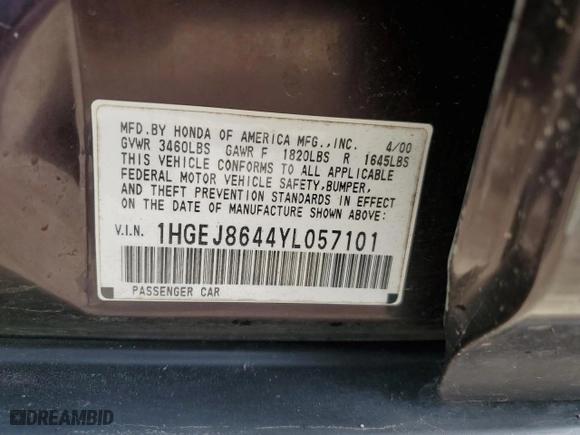 MFD.BY HONDA OF AMERICA MFG.,INC. 4/00
GVWR 3460LBS GAWR F 1820LBS R 1645LBS
THIS VEHICLE CONFORMS TO ALL APPLICABLE
FEDERAL MOTOR VEHICLE SAFETY,BUMPER,
AND THEFT PREVENTION STANDARDS IN EFFECT
ON THE DATE OF MANUFACTURE SHOWN ABOVE:
V.I.N. 1HGEJ8644YL057101
PASSENGER CAR
DREAMBID